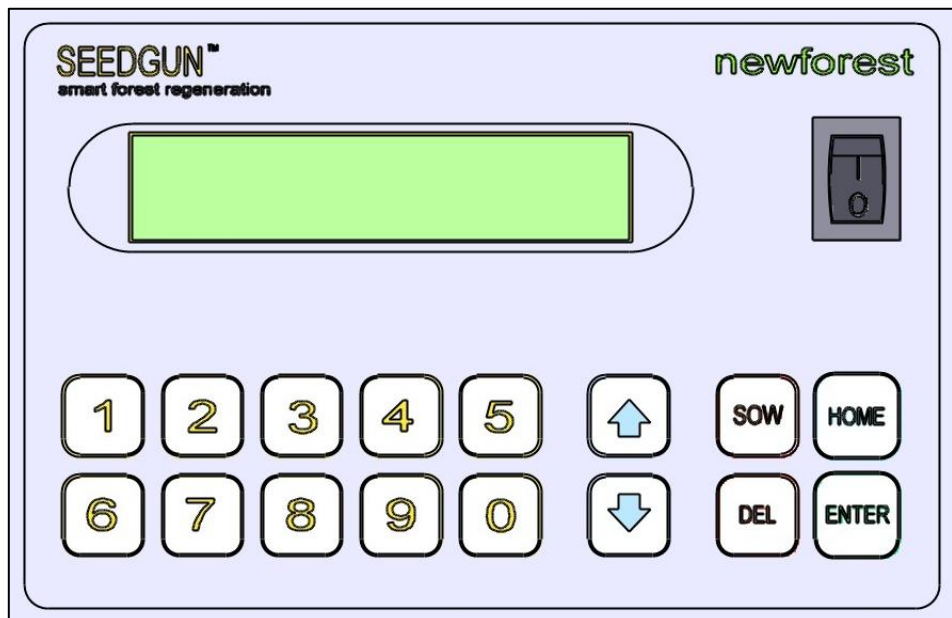 SEEDGUN™
smart forest regeneration
newforest
I
0
1 2 3 4 5
SOW HOME
6 7 8 9 0
DEL ENTER